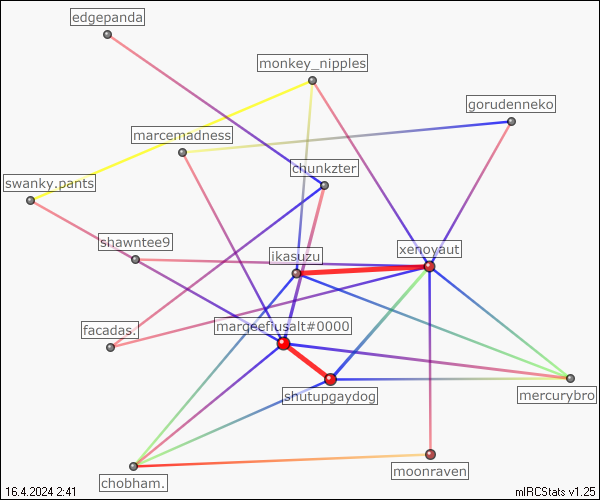 edgepanda
monkey_nipples
gorudenneko
marcemadness
chunkzter
swanky.pants
shawntee9
ikasuzu
xenoyaut
margeeflusalt#0000
facadas.
shutupgaydog
mercurybro
moonraven
chobham.
16.4.2024 2:41
mIRCStats v1.25